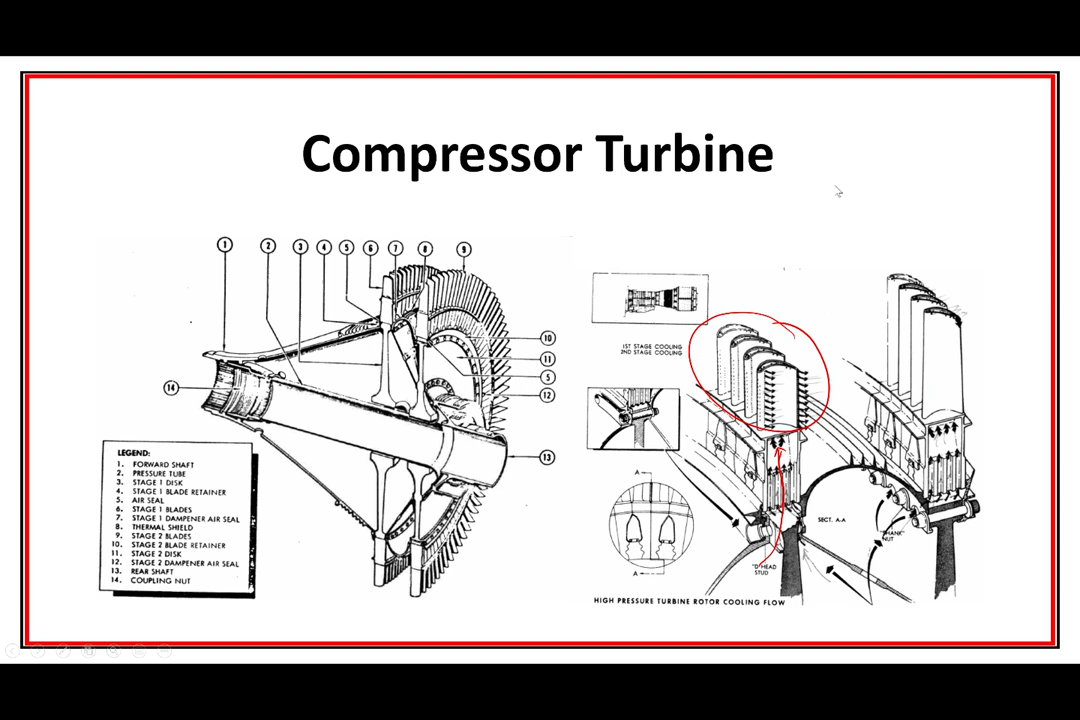 Compressor Turbine
1 2 3 4 5 6 7 8 9
10
11
5
12
14
13
LEGEND:
1. FORWARD SHAFT
2. PRESSURE TUBE
3. STAGE 1 DISK
4. STAGE 1 BLADE RETAINER
5. AIR SEAL
6. STAGE 1 BLADES
7. STAGE 1 DAMPENER AIR SEAL
8. THERMAL SHIELD
9. STAGE 2 BLADES
10. STAGE 2 BLADE RETAINER
11. STAGE 2 DISK
12. STAGE 2 DAMPENER AIR SEAL
13. REAR SHAFT
14. COUPLING NUT
1ST STAGE COOLING
2ND STAGE COOLING
A
A
SECT. A-A
"SHANK"
NUT
"D" HEAD
STUD
HIGH PRESSURE TURBINE ROTOR COOLING FLOW